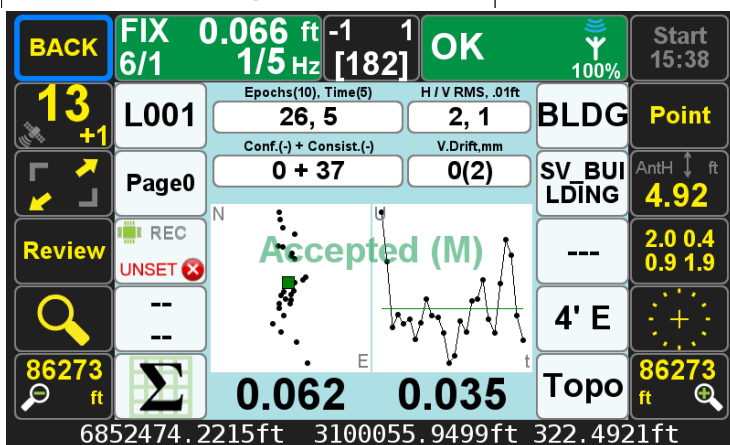 BACK
FIX 0.066 ft
6/1 1/5 Hz
-1 1
[182]
OK
100%
Start
15:38
13
+1
L001
Epochs(10), Time(5)
26, 5
H / V RMS, .01ft
2, 1
BLDG
Point
Page0
Conf.(-) + Consist.(-)
0 + 37
V.Drift,mm
0(2)
SV_BUI
LDING
AntH ft
4.92
Review
REC
UNSET
N
U
Accepted (M)
---
2.0 0.4
0.9 1.9
--
--
4' E
E
t
86273
ft
Σ
0.062
0.035
Topo
86273
ft
6852474.2215ft 3100055.9499ft 322.4921ft